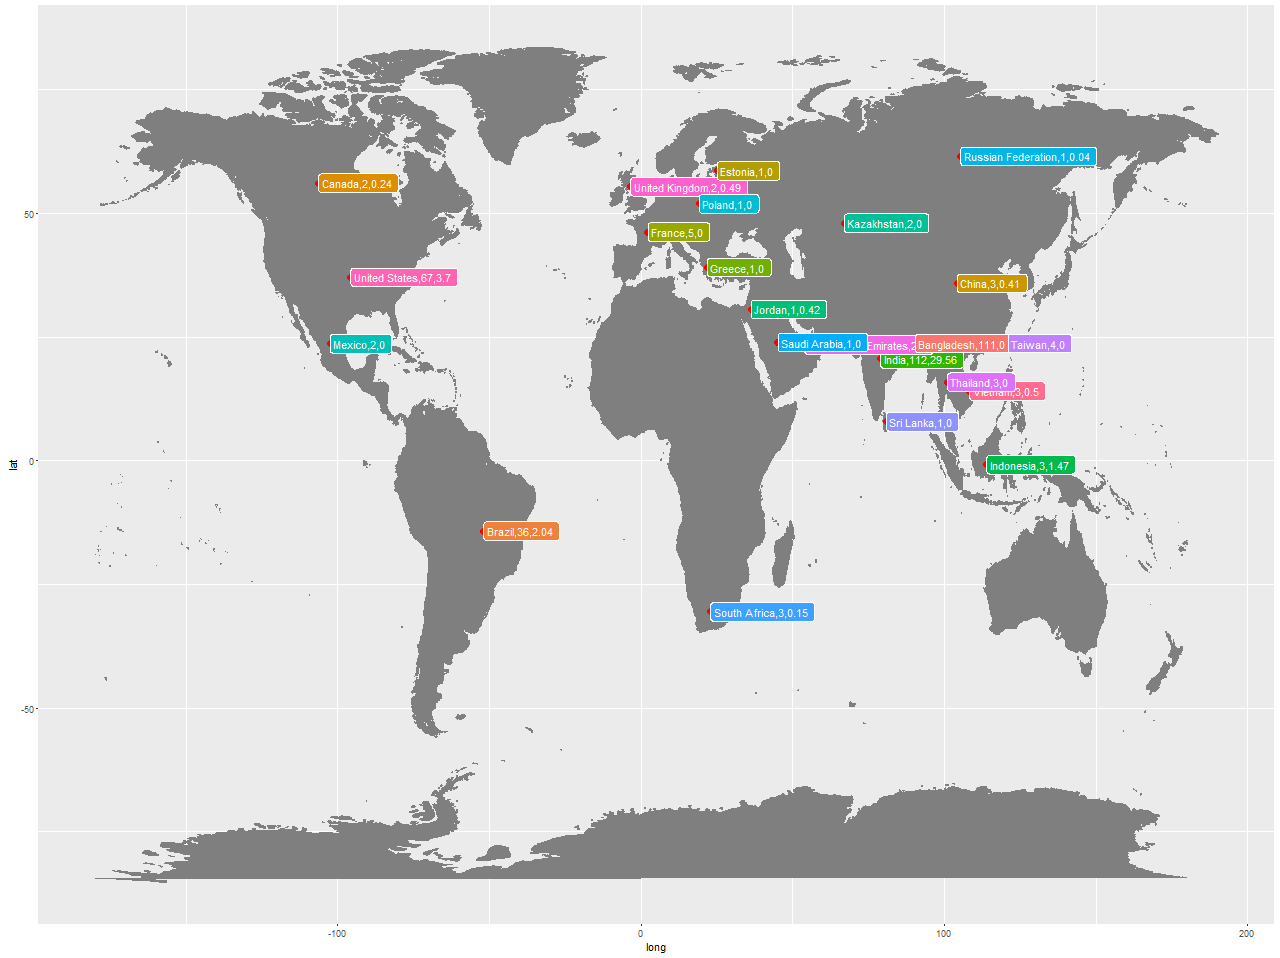 Russian Federation,1,0.04
Estonia,1,0
Canada,2,0.24
United Kingdom,2,0.49
Poland,1,0
50
Kazakhstan,2,0
France,5,0
Greece,1,0
United States,67,3.7
China,3,0.41
Jordan,1,0.42
Mexico,2,0
Saudi Arabia,1,0
Emirates,2
Bangladesh,111,0
Taiwan,4,0
India,112,29.56
Thailand,3,0
Vietnam,3,0.5
Sri Lanka,1,0
lat
0
Indonesia,3,1.47
Brazil,36,2.04
South Africa,3,0.15
-50
-100
0
100
200
long